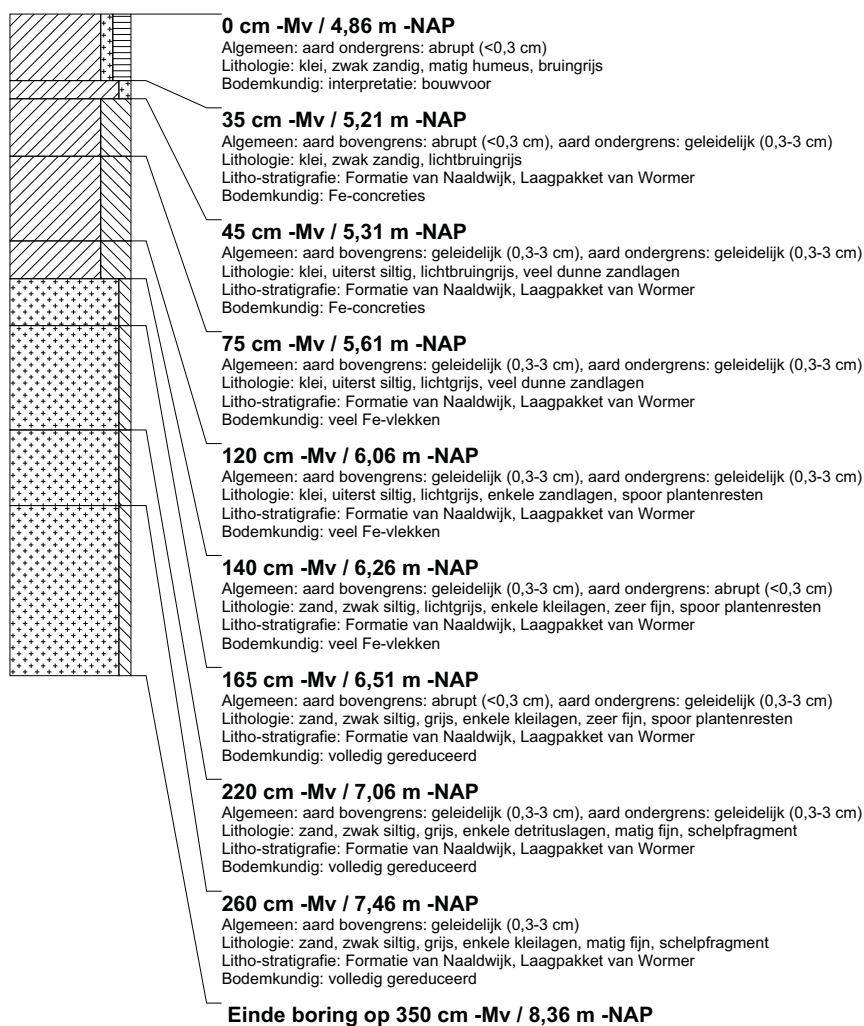 0 cm -Mv / 4,86 m -NAP
Algemeen: aard ondergrens: abrupt (<0,3 cm)
Lithologie: klei, zwak zandig, matig humeus, bruingrijs
Bodemkundig: interpretatie: bouwvoor
35 cm -Mv / 5,21 m -NAP
Algemeen: aard bovengrens: abrupt (<0,3 cm), aard ondergrens: geleidelijk (0,3-3 cm)
Lithologie: klei, zwak zandig, lichtbruingrijs
Litho-stratigrafie: Formatie van Naaldwijk, Laagpakket van Wormer
Bodemkundig: Fe-concreties
45 cm -Mv / 5,31 m -NAP
Algemeen: aard bovengrens: geleidelijk (0,3-3 cm), aard ondergrens: geleidelijk (0,3-3 cm)
Lithologie: klei, uiterst siltig, lichtbruingrijs, veel dunne zandlagen
Litho-stratigrafie: Formatie van Naaldwijk, Laagpakket van Wormer
Bodemkundig: Fe-concreties
75 cm -Mv / 5,61 m -NAP
Algemeen: aard bovengrens: geleidelijk (0,3-3 cm), aard ondergrens: geleidelijk (0,3-3 cm)
Lithologie: klei, uiterst siltig, lichtgrijs, veel dunne zandlagen
Litho-stratigrafie: Formatie van Naaldwijk, Laagpakket van Wormer
Bodemkundig: veel Fe-vlekken
120 cm -Mv / 6,06 m -NAP
Algemeen: aard bovengrens: geleidelijk (0,3-3 cm), aard ondergrens: geleidelijk (0,3-3 cm)
Lithologie: klei, uiterst siltig, lichtgrijs, enkele zandlagen, spoor plantenresten
Litho-stratigrafie: Formatie van Naaldwijk, Laagpakket van Wormer
Bodemkundig: veel Fe-vlekken
140 cm -Mv / 6,26 m -NAP
Algemeen: aard bovengrens: geleidelijk (0,3-3 cm), aard ondergrens: abrupt (<0,3 cm)
Lithologie: zand, zwak siltig, lichtgrijs, enkele kleilagen, zeer fijn, spoor plantenresten
Litho-stratigrafie: Formatie van Naaldwijk, Laagpakket van Wormer
Bodemkundig: veel Fe-vlekken
165 cm -Mv / 6,51 m -NAP
Algemeen: aard bovengrens: abrupt (<0,3 cm), aard ondergrens: geleidelijk (0,3-3 cm)
Lithologie: zand, zwak siltig, grijs, enkele kleilagen, zeer fijn, spoor plantenresten
Litho-stratigrafie: Formatie van Naaldwijk, Laagpakket van Wormer
Bodemkundig: volledig gereduceerd
220 cm -Mv / 7,06 m -NAP
Algemeen: aard bovengrens: geleidelijk (0,3-3 cm), aard ondergrens: geleidelijk (0,3-3 cm)
Lithologie: zand, zwak siltig, grijs, enkele detrituslagen, matig fijn, schelpfragment
Litho-stratigrafie: Formatie van Naaldwijk, Laagpakket van Wormer
Bodemkundig: volledig gereduceerd
260 cm -Mv / 7,46 m -NAP
Algemeen: aard bovengrens: geleidelijk (0,3-3 cm)
Lithologie: zand, zwak siltig, grijs, enkele kleilagen, matig fijn, schelpfragment
Litho-stratigrafie: Formatie van Naaldwijk, Laagpakket van Wormer
Bodemkundig: volledig gereduceerd
Einde boring op 350 cm -Mv / 8,36 m -NAP